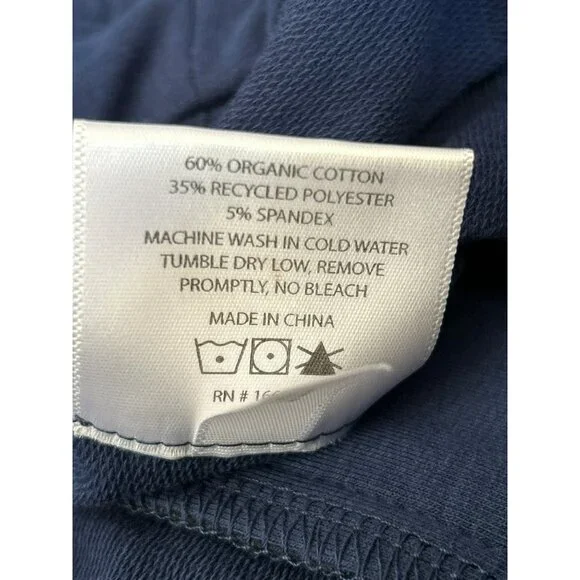 60% ORGANIC COTTON
35% RECYCLED POLYESTER
5% SPANDEX
MACHINE WASH IN COLD WATER
TUMBLE DRY LOW, REMOVE
PROMPTLY, NO BLEACH
MADE IN CHINA
RN #